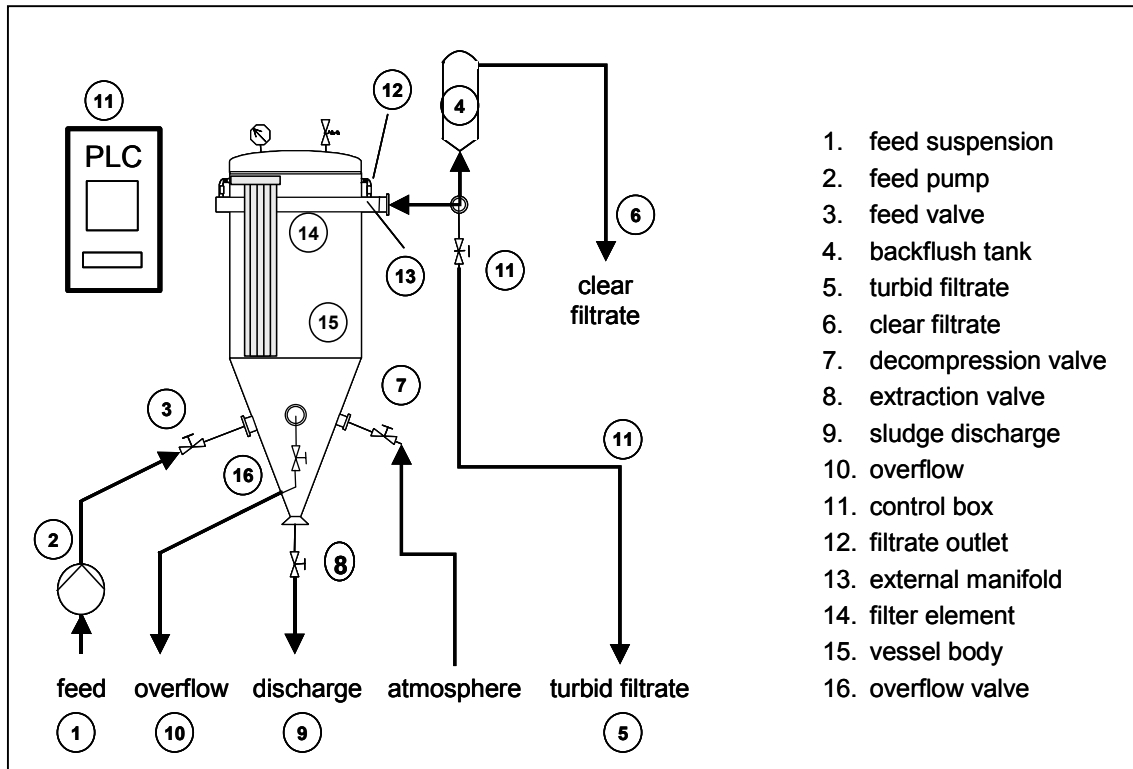 11
PLC
12
4
14
13
11
6
clear
filtrate
15
7
3
16
11
2
8
feed
overflow
discharge
atmosphere
turbid filtrate
1
10
9
5
1. feed suspension
2. feed pump
3. feed valve
4. backflush tank
5. turbid filtrate
6. clear filtrate
7. decompression valve
8. extraction valve
9. sludge discharge
10. overflow
11. control box
12. filtrate outlet
13. external manifold
14. filter element
15. vessel body
16. overflow valve